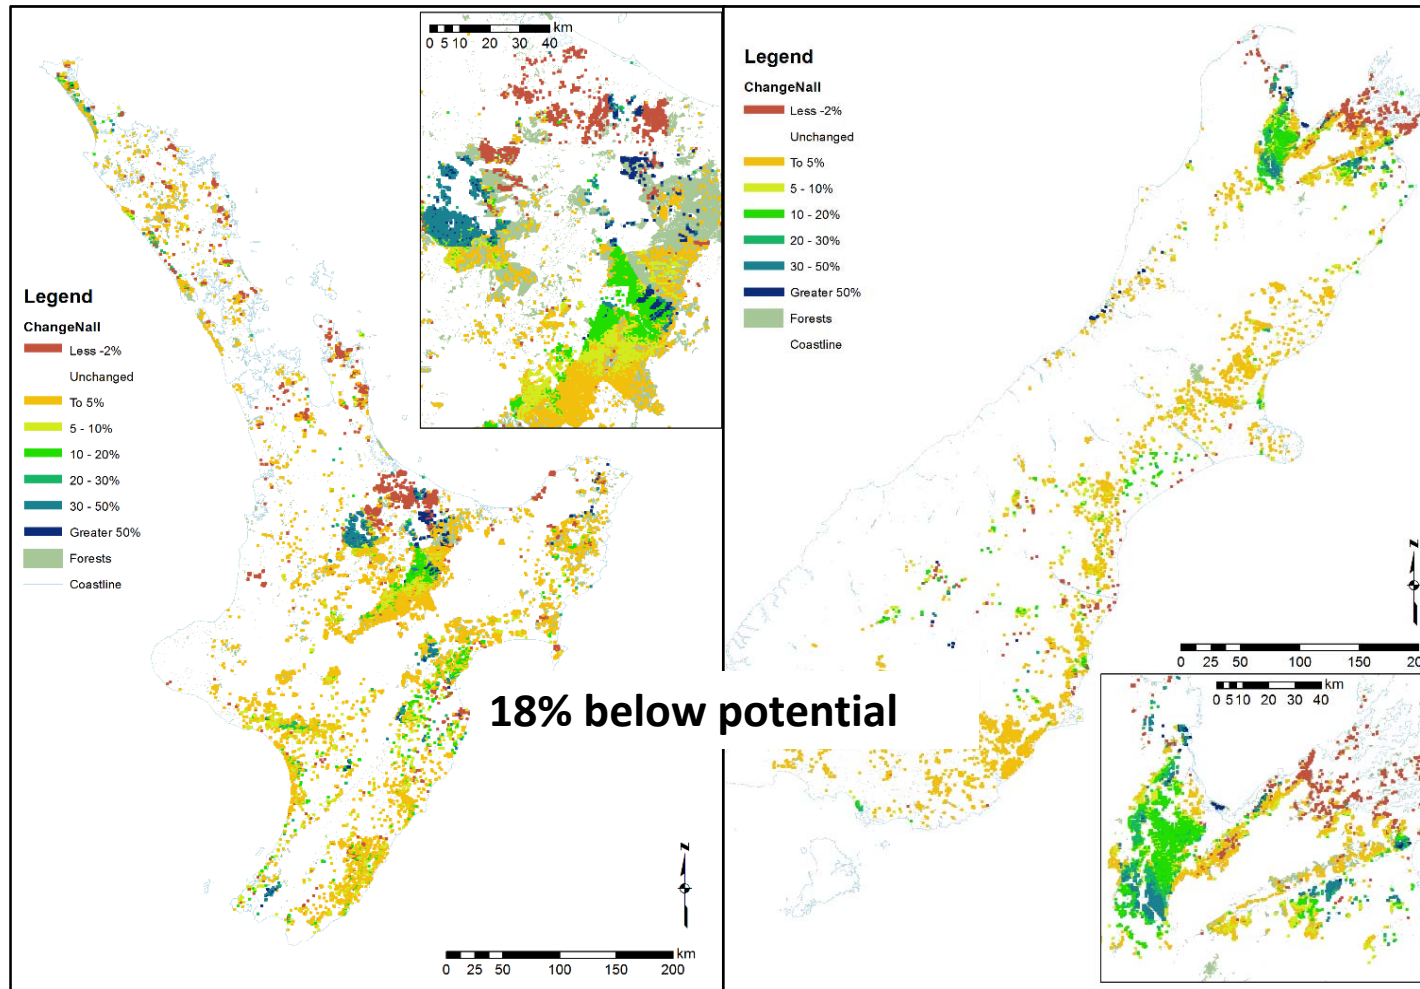 km
0 5 10 20 30 40
Legend
ChangeNall
Less -2%
Unchanged
To 5%
5 - 10%
10 - 20%
20 - 30%
30 - 50%
Greater 50%
Forests
Coastline
N
km
0 25 50 100 150 200
Legend
ChangeNall
Less -2%
Unchanged
To 5%
5 - 10%
10 - 20%
20 - 30%
30 - 50%
Greater 50%
Forests
Coastline
N
0 25 50 100 150 200
km
0 5 10 20 30 40
18% below potential